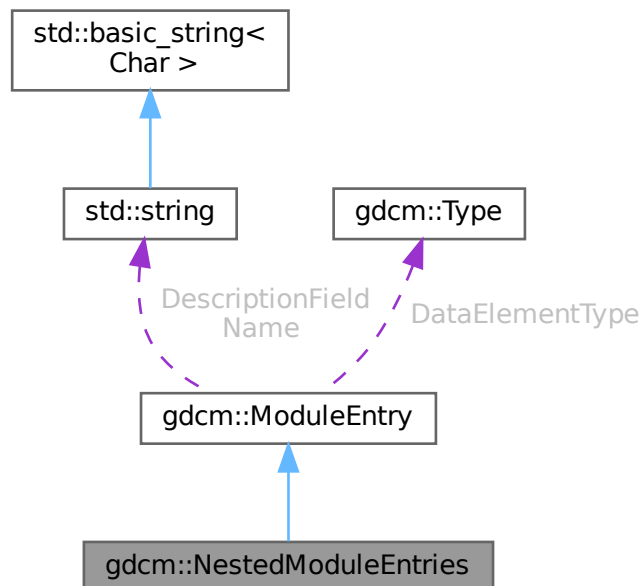 std::basic_string<
Char >
std::string
gdcm::Type
DescriptionField
Name
DataElementType
gdcm::ModuleEntry
gdcm::NestedModuleEntries